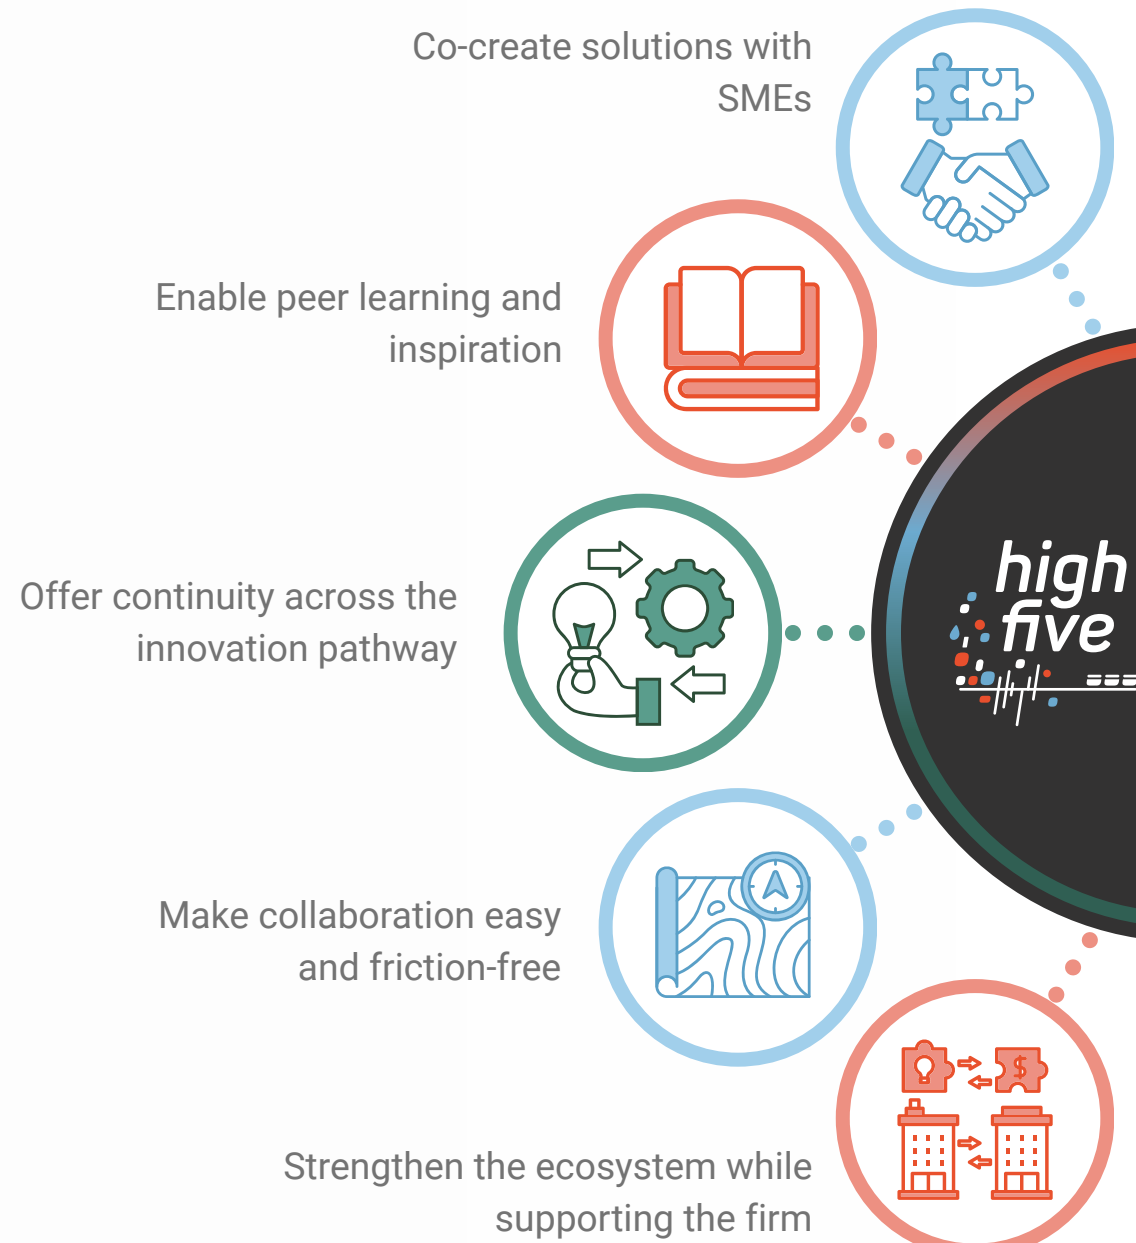 Co-create solutions with
SMEs
Enable peer learning and
inspiration
Offer continuity across the
innovation pathway
high
five
Make collaboration easy
and friction-free
$
Strengthen the ecosystem while
supporting the firm